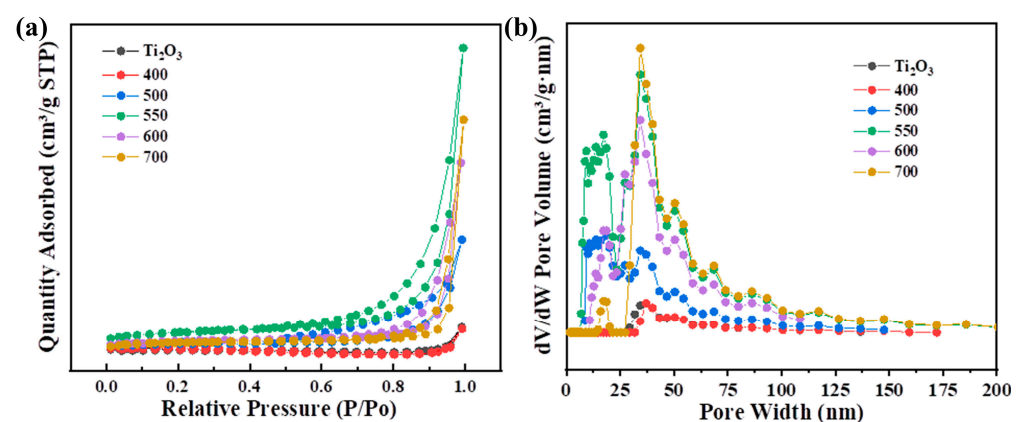 (a)
Quantity Adsorbed (cm³/g STP)
Ti₂O₃
400
500
550
600
700
0.0 0.2 0.4 0.6 0.8 1.0
Relative Pressure (P/Po)
(b)
dV/dW Pore Volume (cm³/g·nm)
Ti₂O₃
400
500
550
600
700
0 25 50 75 100 125 150 175 200
Pore Width (nm)